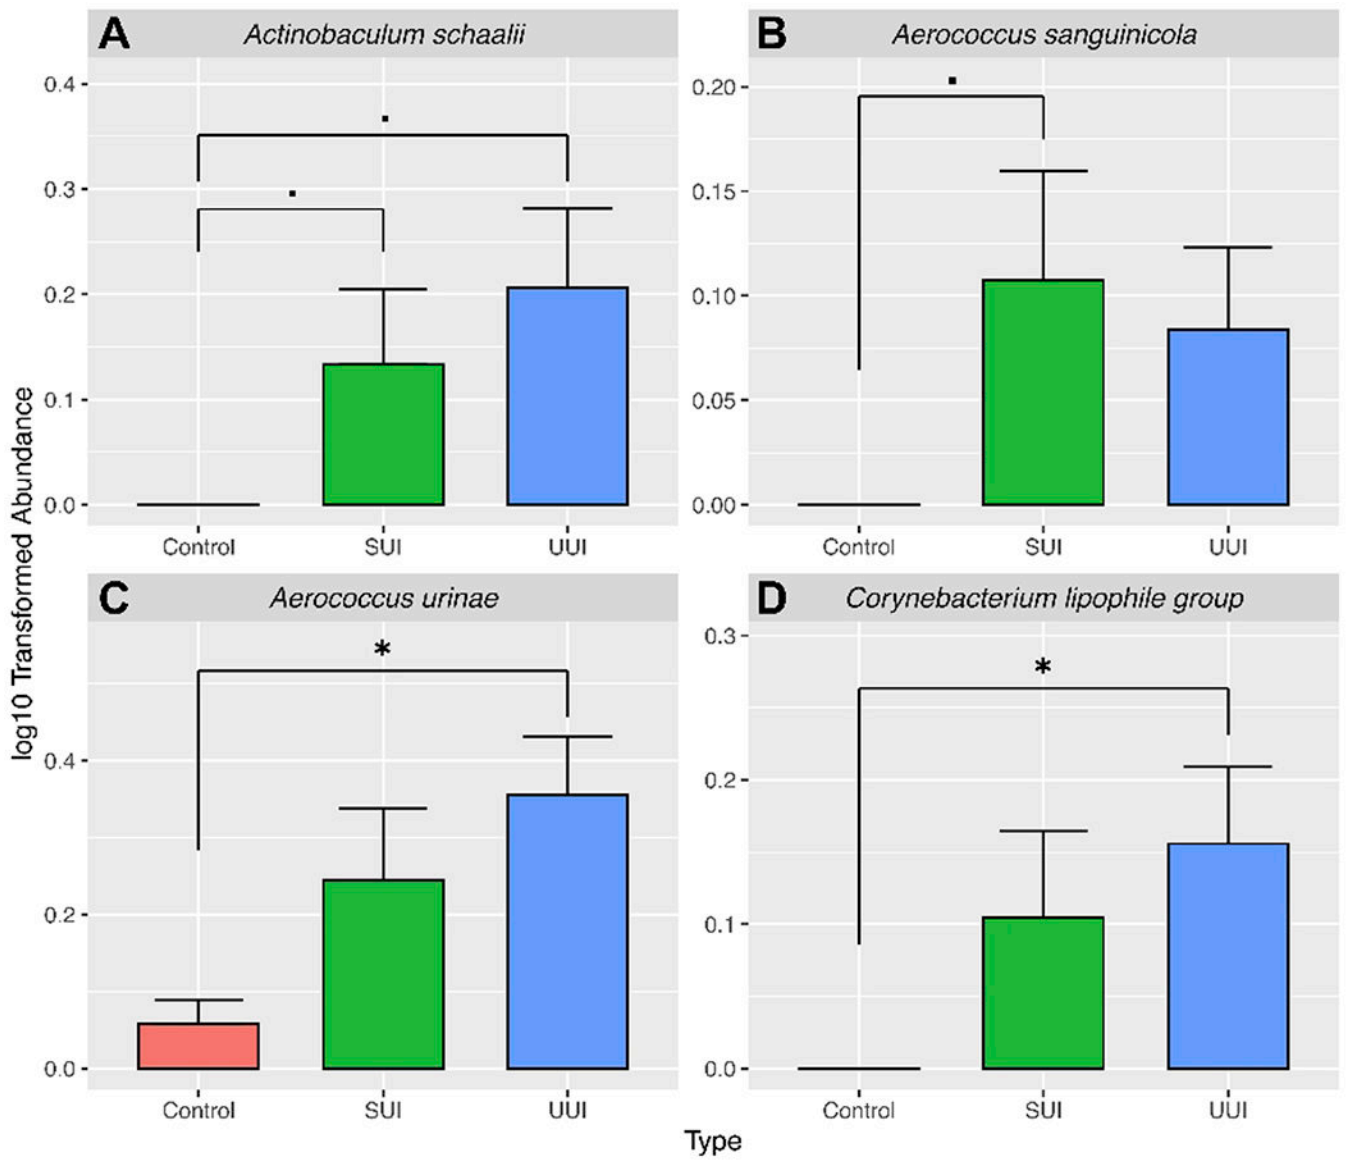 A Actinobaculum schaalii
0.4
0.3
0.2
0.1
0.0
Control SUI UUI
B Aerococcus sanguinicola
0.20
0.15
0.10
0.05
0.00
Control SUI UUI
C Aerococcus urinae
*
0.4
0.2
0.0
Control SUI UUI
D Corynebacterium lipophile group
*
0.3
0.2
0.1
0.0
Control SUI UUI
log10 Transformed Abundance
Type